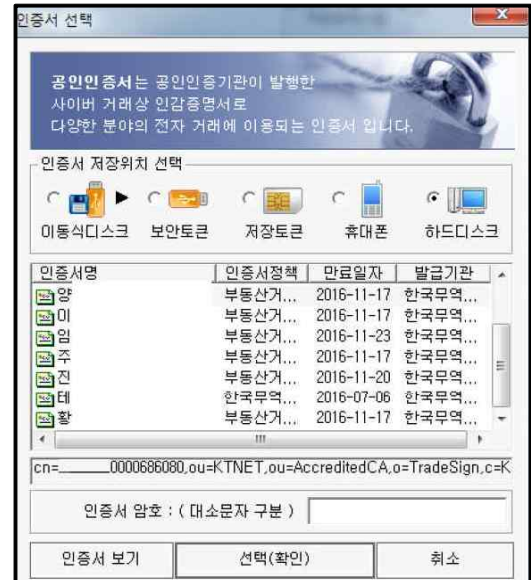 인증서 선택
공인인증서는 공인인증기관이 발행한
사이버 거래상 인감증명서로
다양한 분야의 전자 거래에 이용되는 인증서 입니다.
인증서 저장위치 선택
이동식디스크 보안토큰 저장토큰 휴대폰 하드디스크
인증서명 인증서정책 만료일자 발급기관
양 부동산거... 2016-11-17 한국무역...
이 부동산거... 2016-11-17 한국무역...
임 부동산거... 2016-11-23 한국무역...
주 부동산거... 2016-11-17 한국무역...
진 부동산거... 2016-11-20 한국무역...
테 한국무역... 2016-07-06 한국무역...
황 부동산거... 2016-11-17 한국무역...
cn=______0000686080,ou=KTNET,ou=AccreditedCA,o=TradeSign,c=K
인증서 암호 : ( 대소문자 구분 )
인증서 보기 선택(확인) 취소